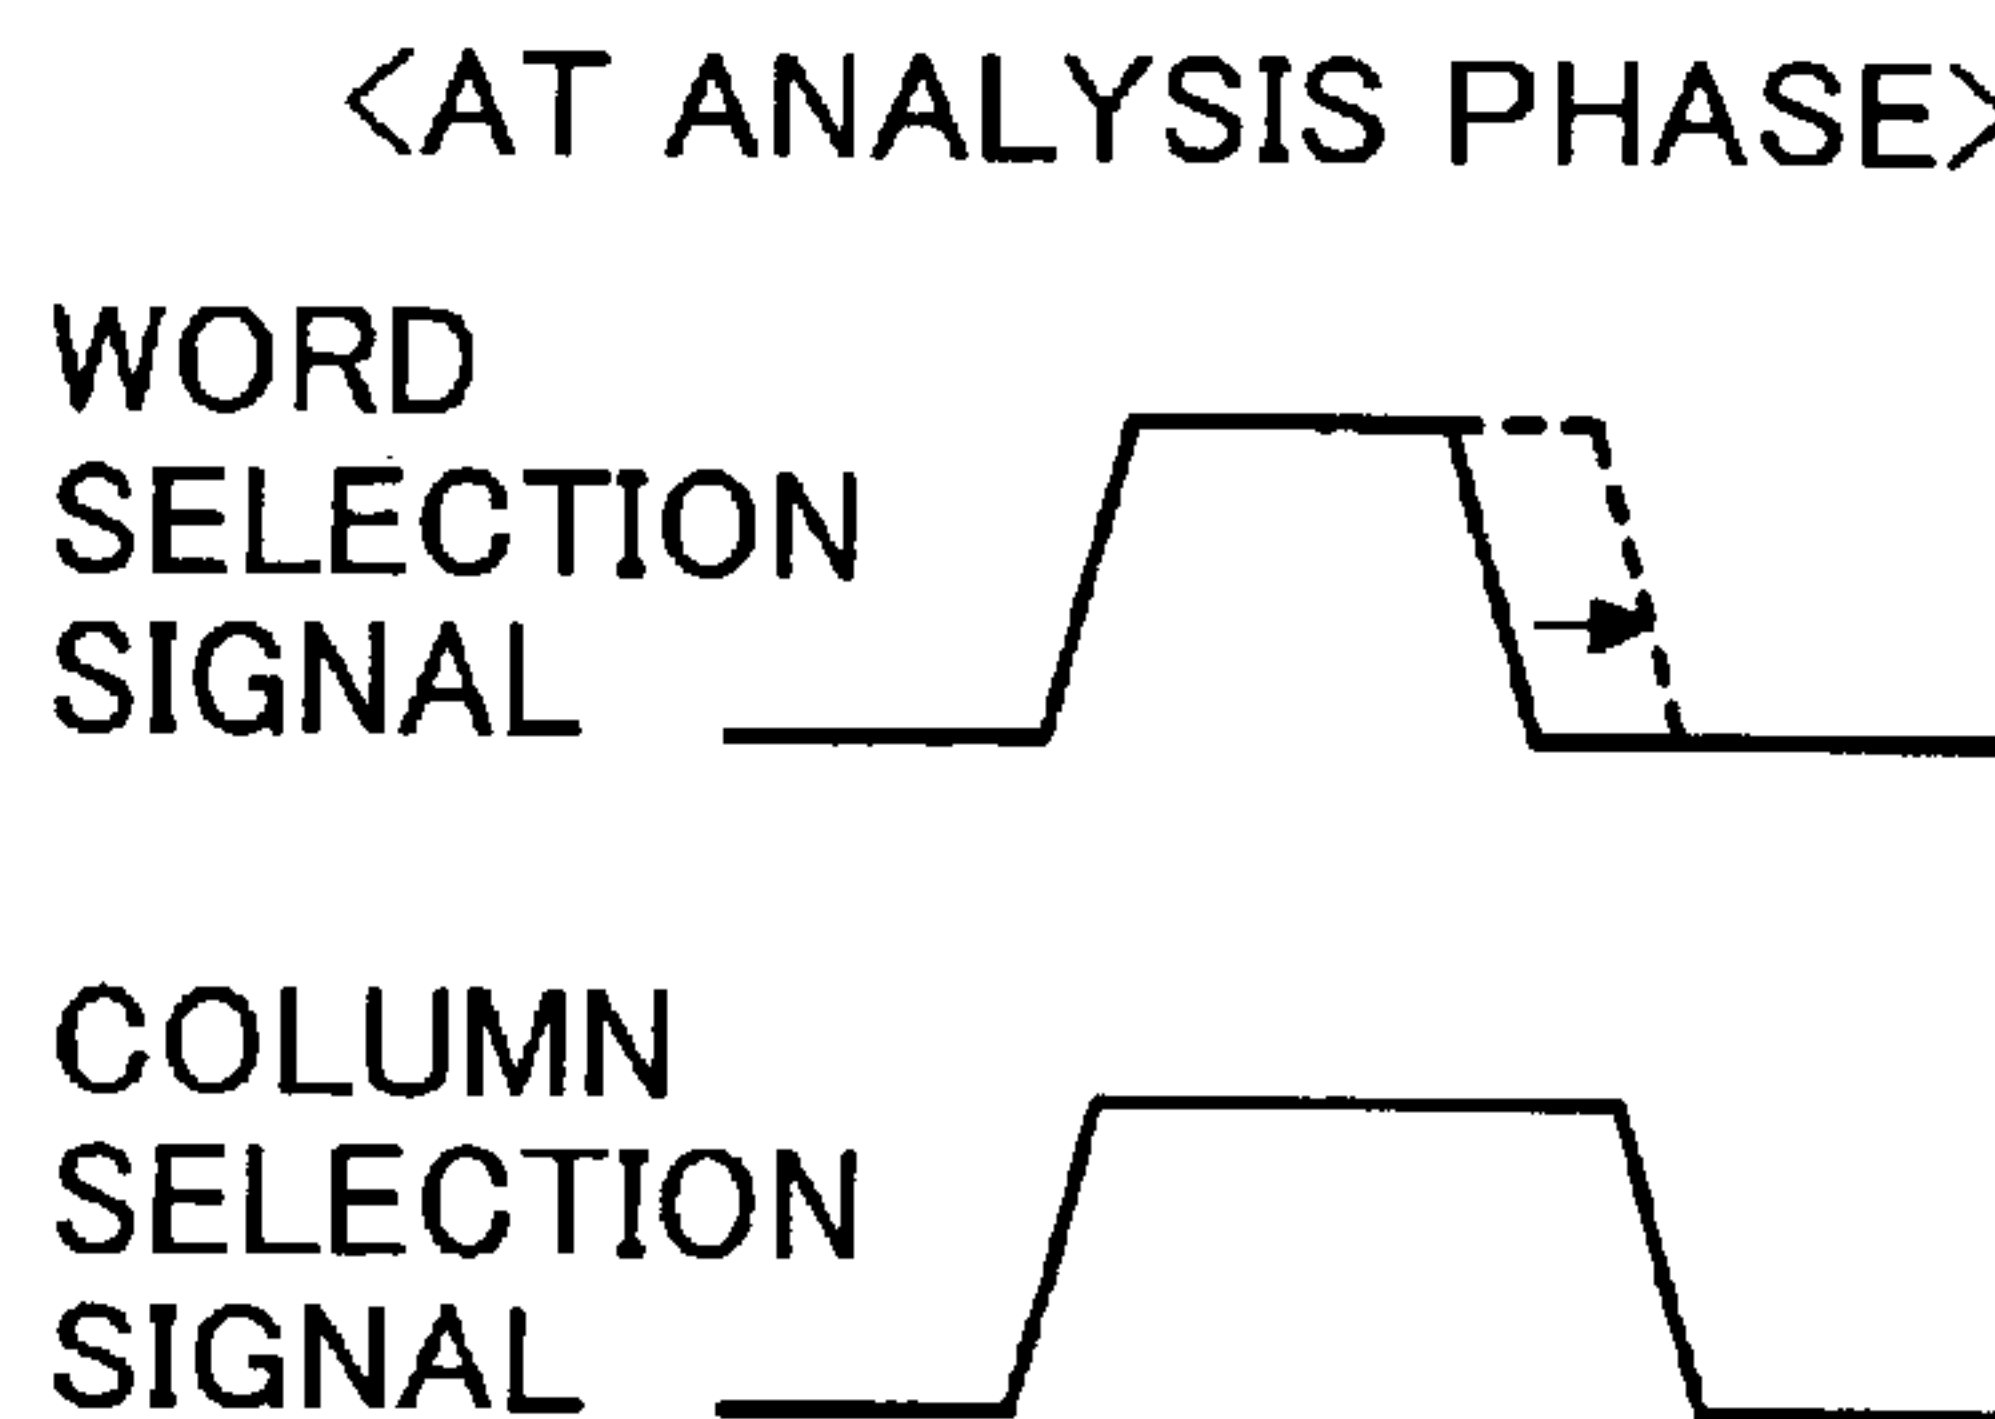 <AT ANALYSIS PHASE>
WORD
SELECTION
SIGNAL
COLUMN
SELECTION
SIGNAL